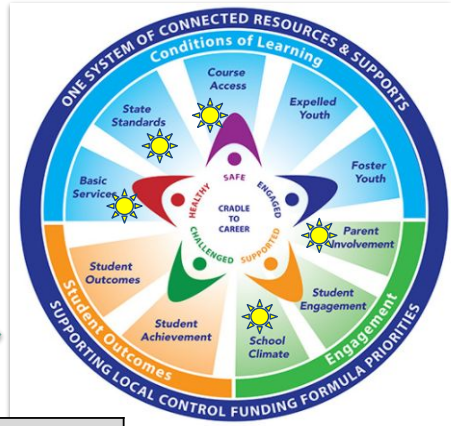 ONE SYSTEM OF CONNECTED RESOURCES & SUPPORTS
Conditions of Learning
Course
Access
State
Standards
Expelled
Youth
Basic
Services
Foster
Youth
SAFE
HEALTHY
ENGAGED
CRADLE
TO
CAREER
CHALLENGED
SUPPORTED
Parent
Involvement
Student
Outcomes
Student
Engagement
Student
Achievement
School
Climate
Student Outcomes
Engagement
SUPPORTING LOCAL CONTROL FUNDING FORMULA PRIORITIES